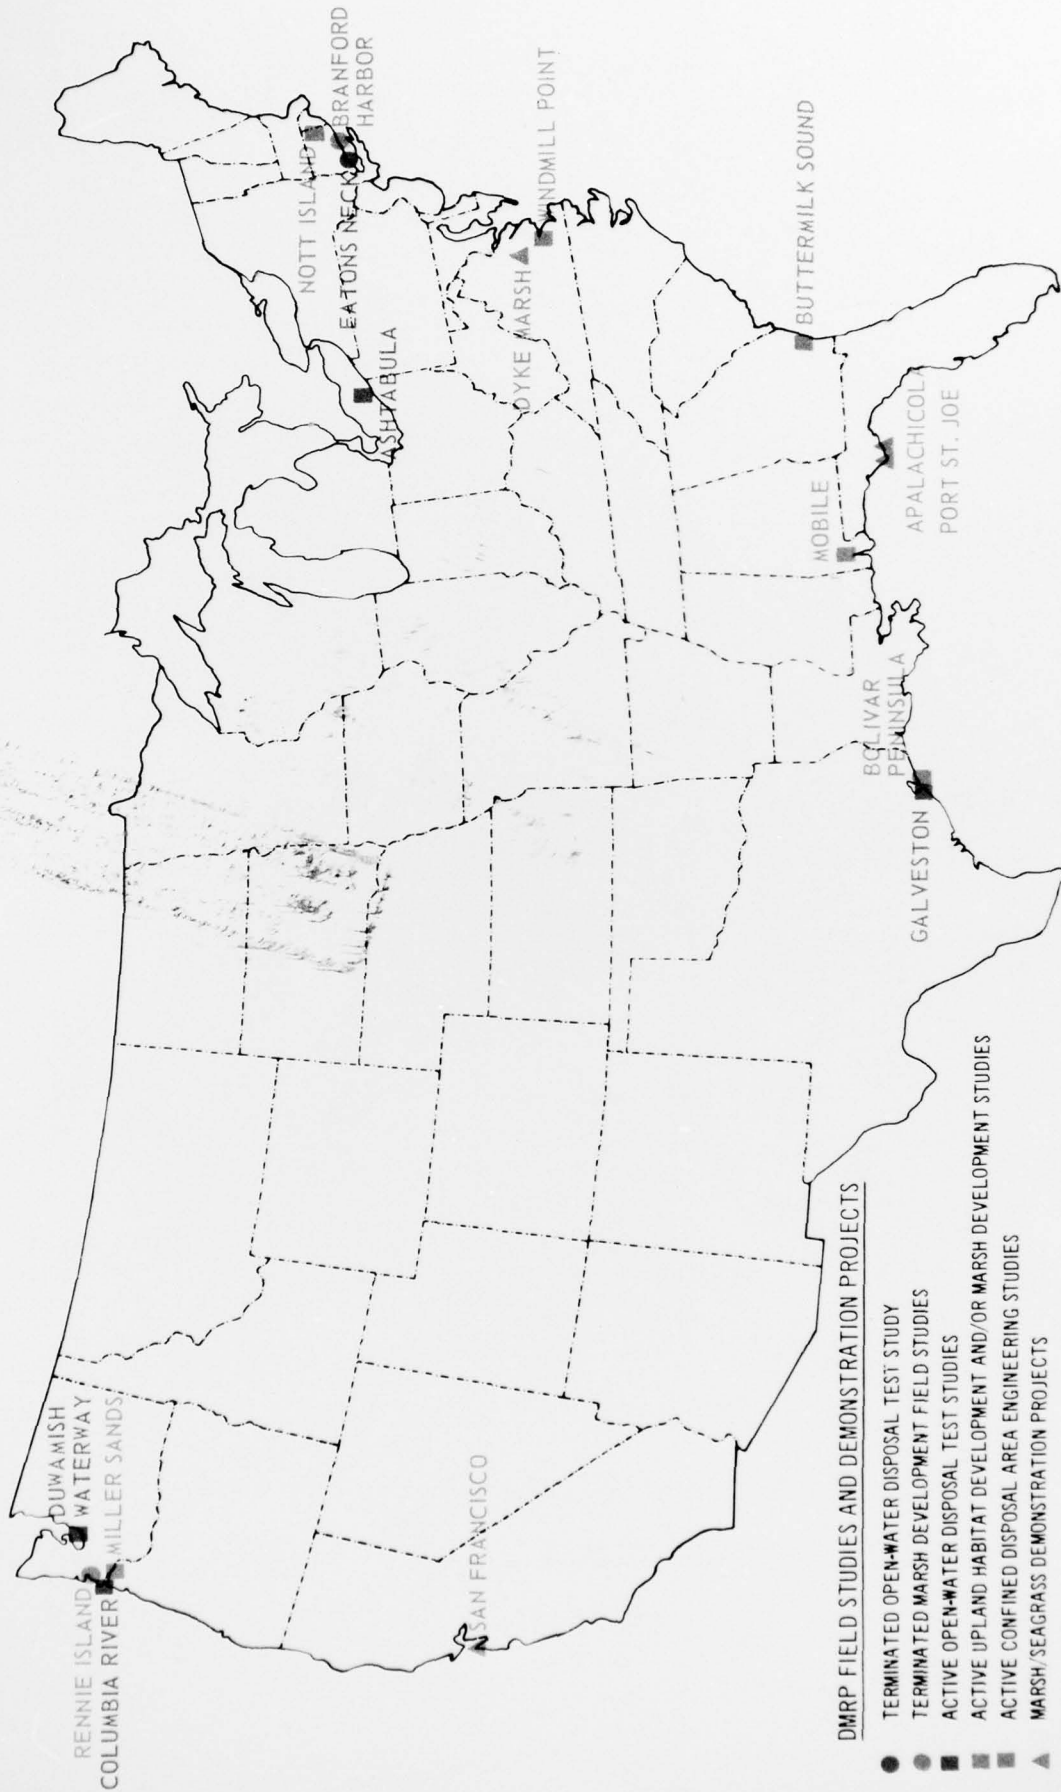 DUWAMISH
WATERWAY
MILLER SANDS
RENNIE ISLAND
COLUMBIA RIVER
SAN FRANCISCO
NOTT ISLAND
BRANFORD
HARBOR
EATONS NECK
ASHTABULA
DYKE MARSH
WINDMILL POINT
BUTTERMILK SOUND
MOBILE
APALACHICOLA
PORT ST. JOE
BOLIVAR
PENINSULA
GALVESTON
DMRP FIELD STUDIES AND DEMONSTRATION PROJECTS
TERMINATED OPEN-WATER DISPOSAL TEST STUDY
TERMINATED MARSH DEVELOPMENT FIELD STUDIES
ACTIVE OPEN-WATER DISPOSAL TEST STUDIES
ACTIVE UPLAND HABITAT DEVELOPMENT AND/OR MARSH DEVELOPMENT STUDIES
ACTIVE CONFINED DISPOSAL AREA ENGINEERING STUDIES
MARSH/SEAGRASS DEMONSTRATION PROJECTS